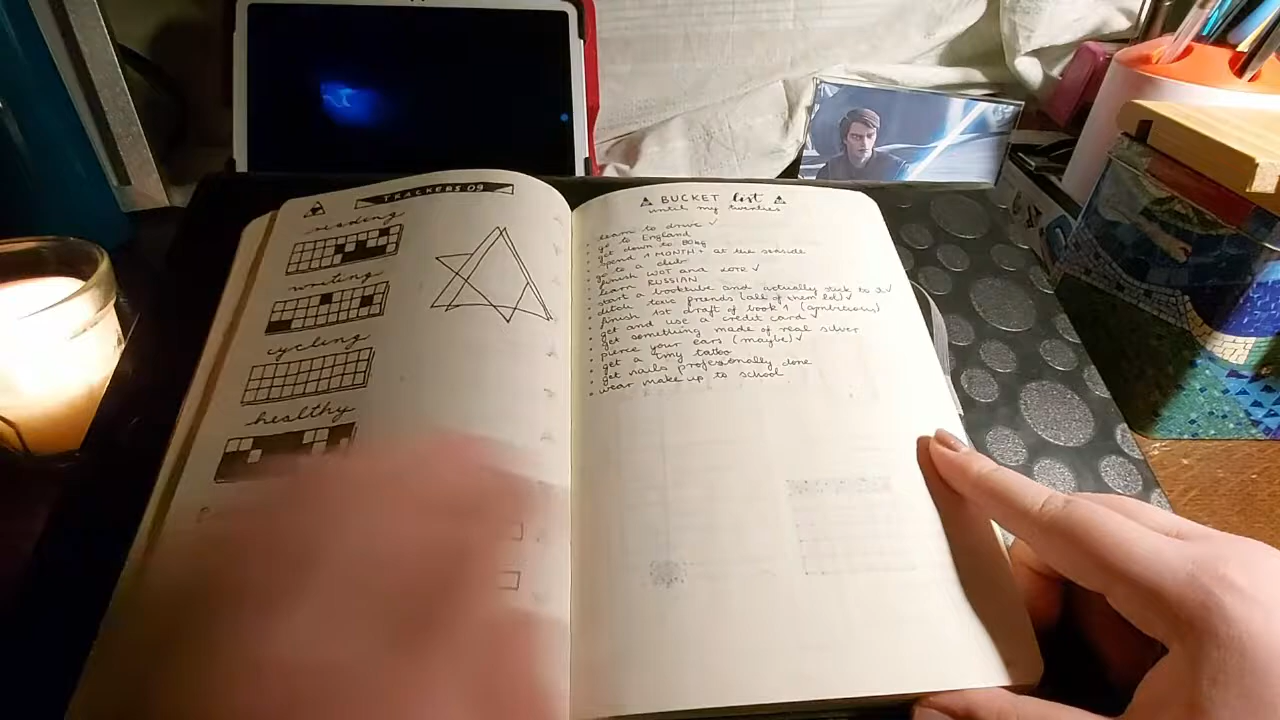 TRACKERS 09
reading
writing
cycling
healthy
BUCKET list
until my twenties
• learn to drive ✓
• go to England
• get down to 80kg
• spend 1 MONTH+ at the seaside
• go to a club
• finish WOT and LOTR ✓
• learn RUSSIAN
• start a booktube and actually stick to it ✓
• ditch toxic friends (all of them lol) ✓
• finish 1st draft of book 1 (ambitious)
• get and use a credit card
• get something made of real silver
• pierce your ears (maybe) ✓
• get a tiny tattoo
• get nails professionally done
• wear make up to school